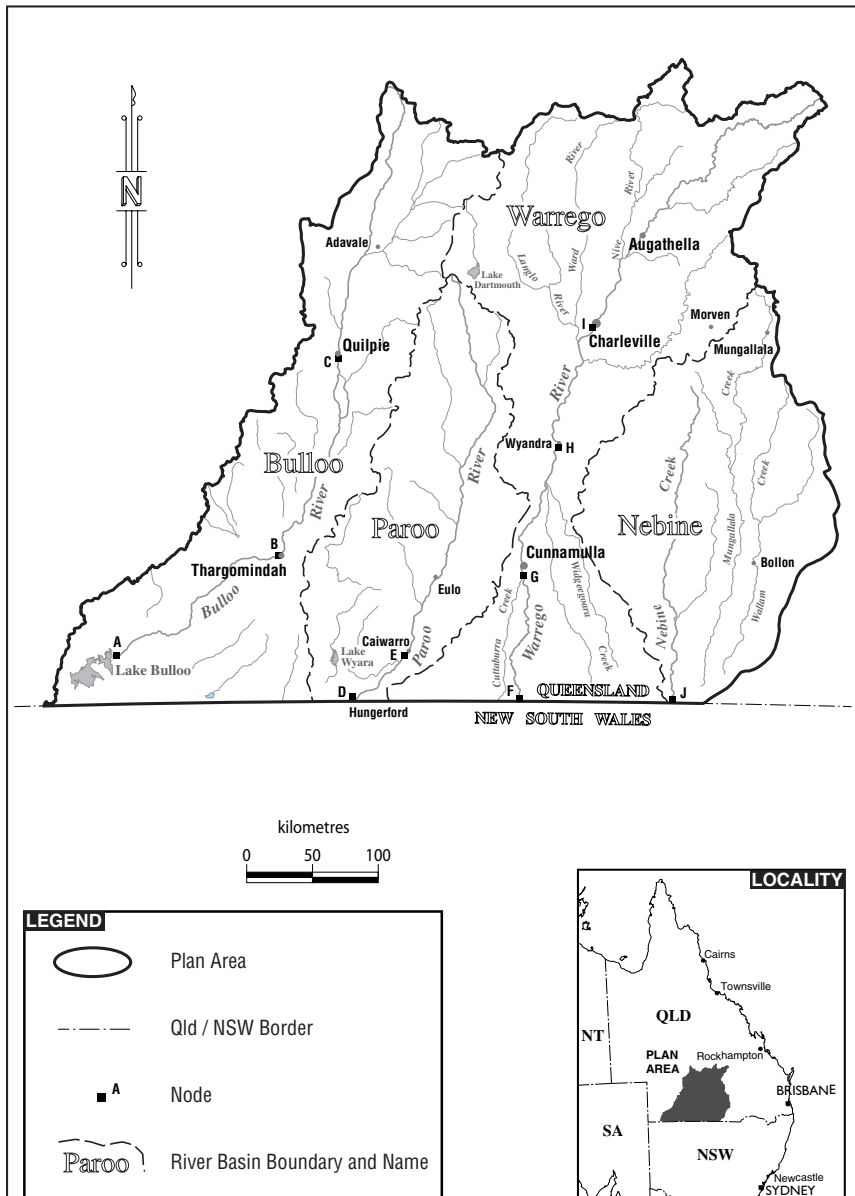 N
Warrego
River
River
Ward
Nive
Langlo
River
Augathella
Adavale
Lake
Dartmouth
I
Charleville
Morven
Mungallala
C
Quilpie
River
Creek
Wyandra
H
Bulloo
River
River
Paroo
Creek
Creek
Nebine
Mungallala
B
Thargomindah
Bulloo
Cunnamulla
G
Widgeegoara
Creek
Bollon
Wallam
Eulo
Creek
Cuttaburra
Warrego
Nebine
A
Lake Bulloo
Lake
Wyara
Caiwarro
E
Paroo
D
Hungerford
F
QUEENSLAND
J
NEW SOUTH WALES
kilometres
0 50 100
LEGEND
Plan Area
Qld / NSW Border
A
Node
Paroo
River Basin Boundary and Name
LOCALITY
Cairns
Townsville
QLD
NT
PLAN
AREA
Rockhampton
BRISBANE
SA
NSW
Newcastle
SYDNEY